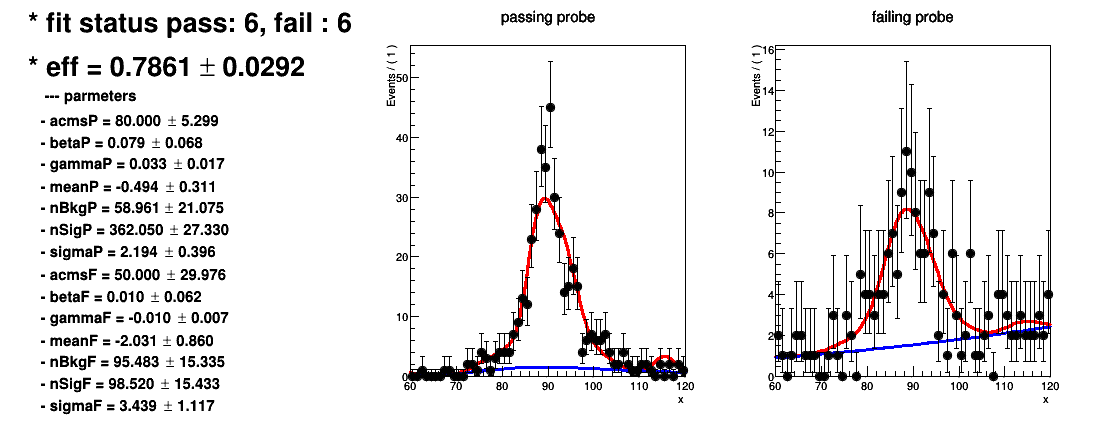 * fit status pass: 6, fail : 6
* eff = 0.7861 ± 0.0292
--- parmeters
- acmsP = 80.000 ± 5.299
- betaP = 0.079 ± 0.068
- gammaP = 0.033 ± 0.017
- meanP = -0.494 ± 0.311
- nBkgP = 58.961 ± 21.075
- nSigP = 362.050 ± 27.330
- sigmaP = 2.194 ± 0.396
- acmsF = 50.000 ± 29.976
- betaF = 0.010 ± 0.062
- gammaF = -0.010 ± 0.007
- meanF = -2.031 ± 0.860
- nBkgF = 95.483 ± 15.335
- nSigF = 98.520 ± 15.433
- sigmaF = 3.439 ± 1.117
passing probe
Events / ( 1 )
50
40
30
20
10
0
60 70 80 90 100 110 120
x
failing probe
Events / ( 1 )
16
14
12
10
8
6
4
2
0
60 70 80 90 100 110 120
x